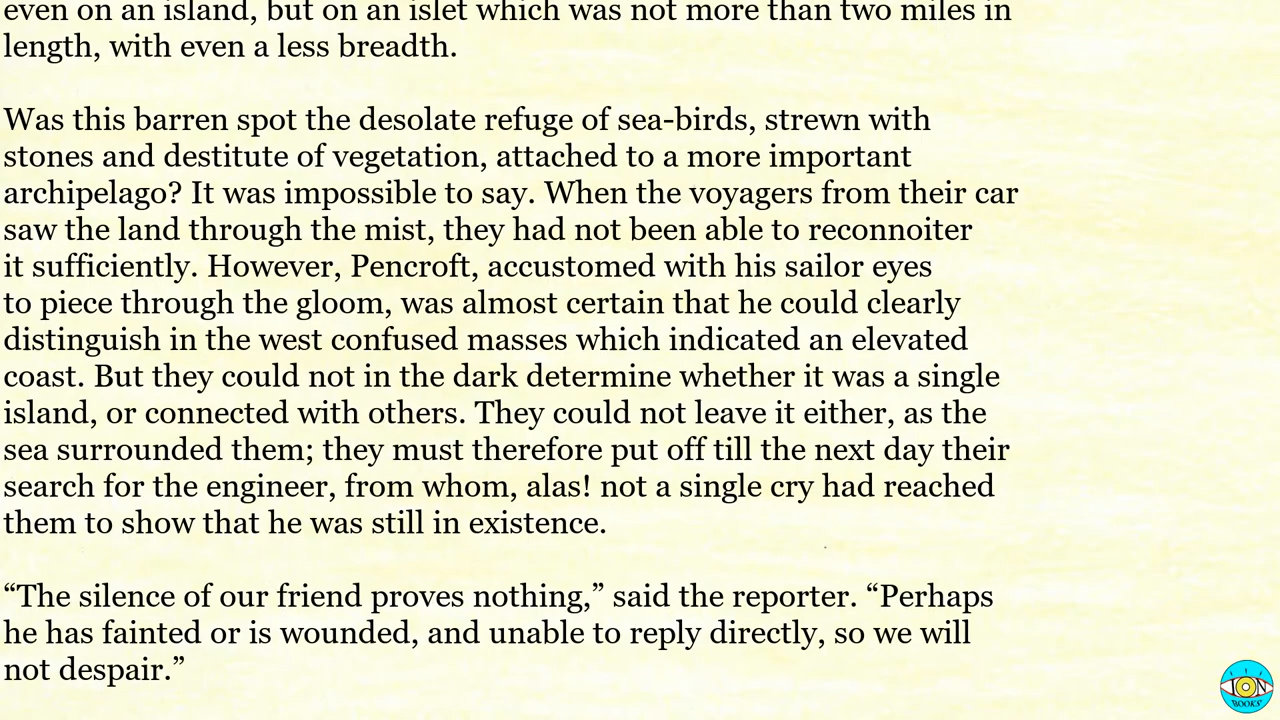 even on an island, but on an islet which was not more than two miles in
length, with even a less breadth.
Was this barren spot the desolate refuge of sea-birds, strewn with
stones and destitute of vegetation, attached to a more important
archipelago? It was impossible to say. When the voyagers from their car
saw the land through the mist, they had not been able to reconnoiter
it sufficiently. However, Pencroft, accustomed with his sailor eyes
to piece through the gloom, was almost certain that he could clearly
distinguish in the west confused masses which indicated an elevated
coast. But they could not in the dark determine whether it was a single
island, or connected with others. They could not leave it either, as the
sea surrounded them; they must therefore put off till the next day their
search for the engineer, from whom, alas! not a single cry had reached
them to show that he was still in existence.
“The silence of our friend proves nothing,” said the reporter. “Perhaps
he has fainted or is wounded, and unable to reply directly, so we will
not despair.”
ION
BOOKS